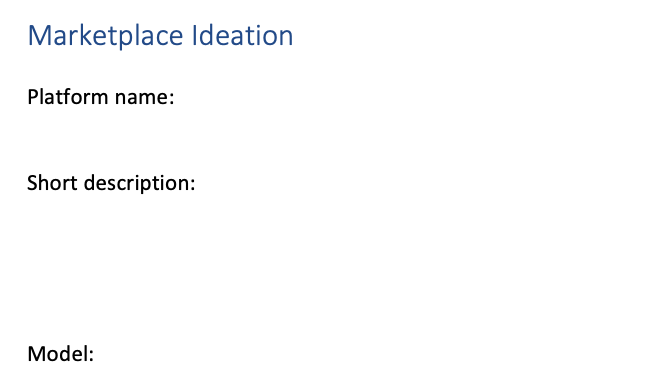 Marketplace Ideation
Platform name:
Short description:
Model: